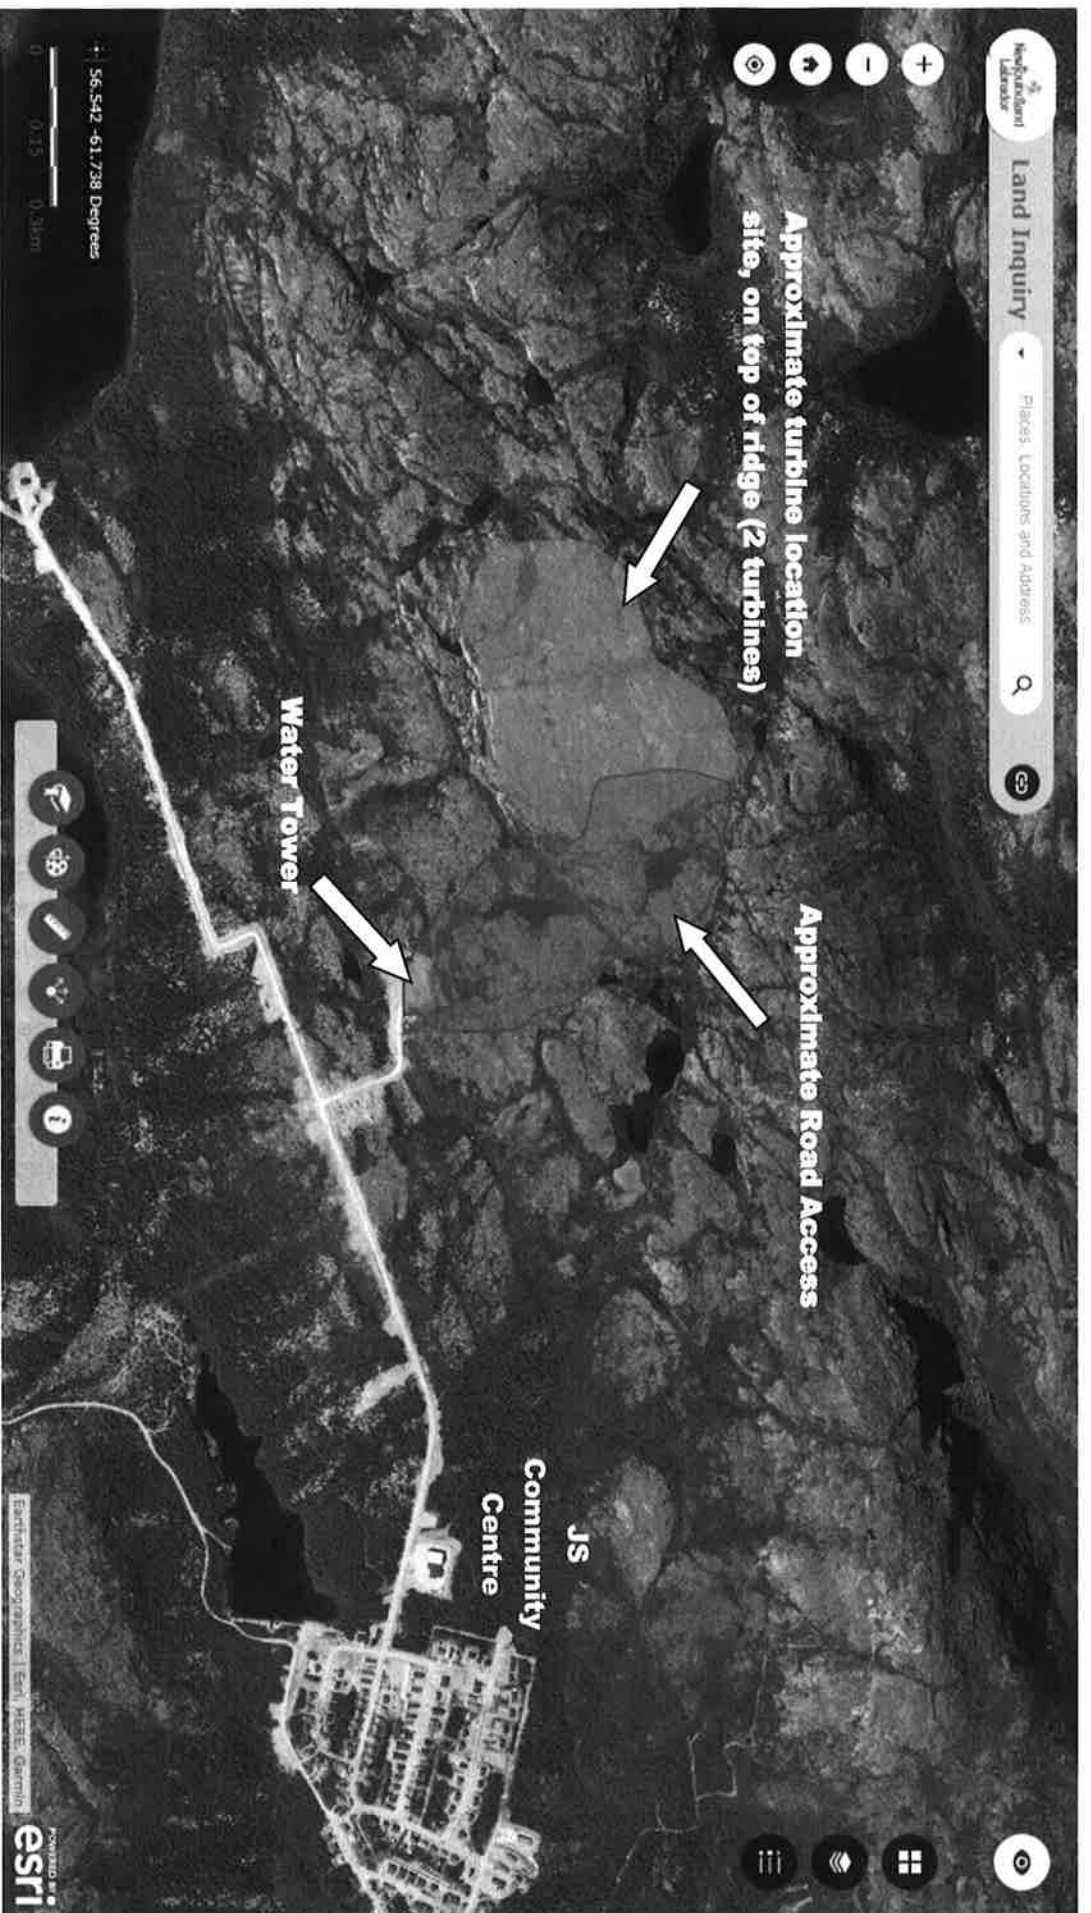 Newfoundland
Labrador
Land Inquiry
Places, Locations and Address
Approximate turbine location
site, on top of ridge (2 turbines)
Approximate Road Access
Water Tower
JS
Community
Centre
56.542 -61.738 Degrees
0 0.15 0.3km
Earthstar Geographics | Esri, HERE, Garmin
POWERED BY
esri